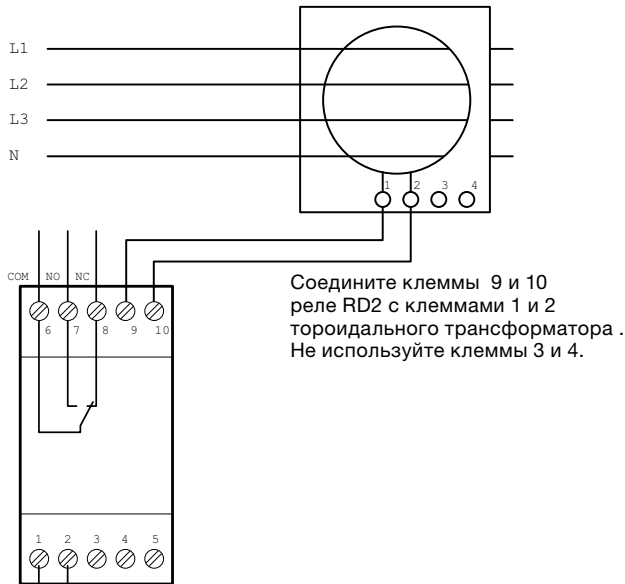 L1
L2
L3
N
1 2 3 4
COM NO NC
6 7 8 9 10
Соедините клеммы 9 и 10
реле RD2 с клеммами 1 и 2
тороидального трансформатора .
Не используйте клеммы 3 и 4.
1 2 3 4 5